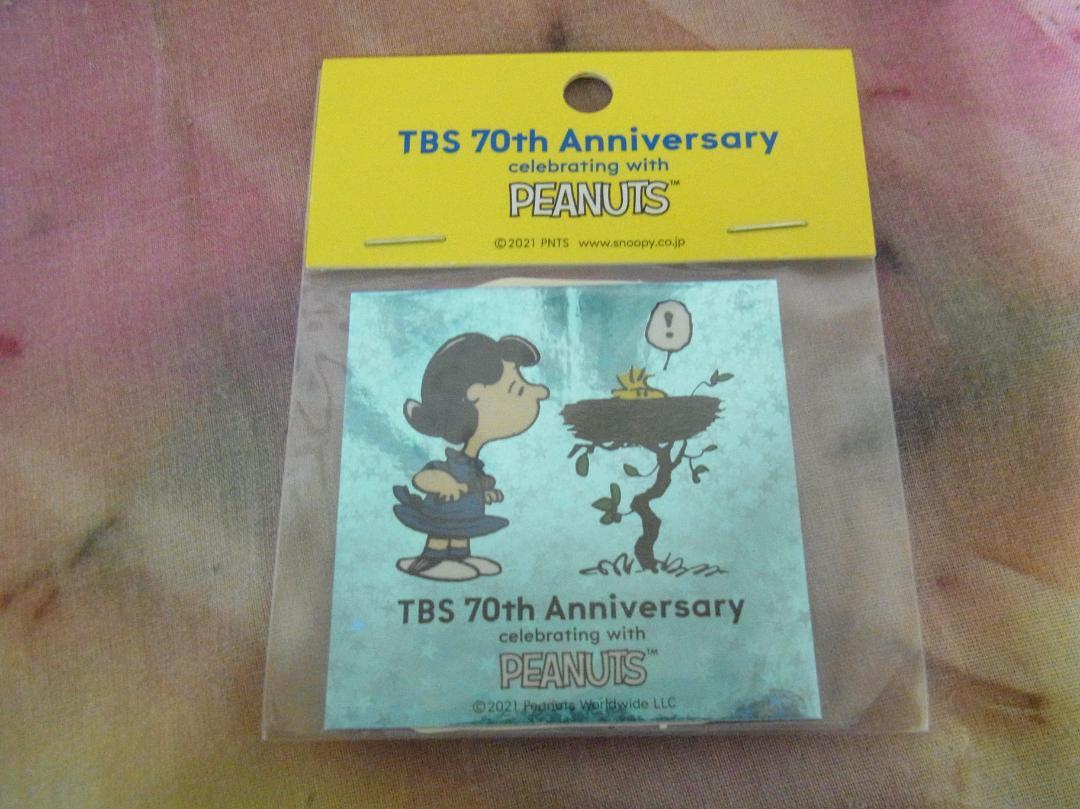 TBS 70th Anniversary
celebrating with
PEANUTS™
©2021 PNTS www.snoopy.co.jp
!
TBS 70th Anniversary
celebrating with
PEANUTS™
©2021 Peanuts Worldwide LLC